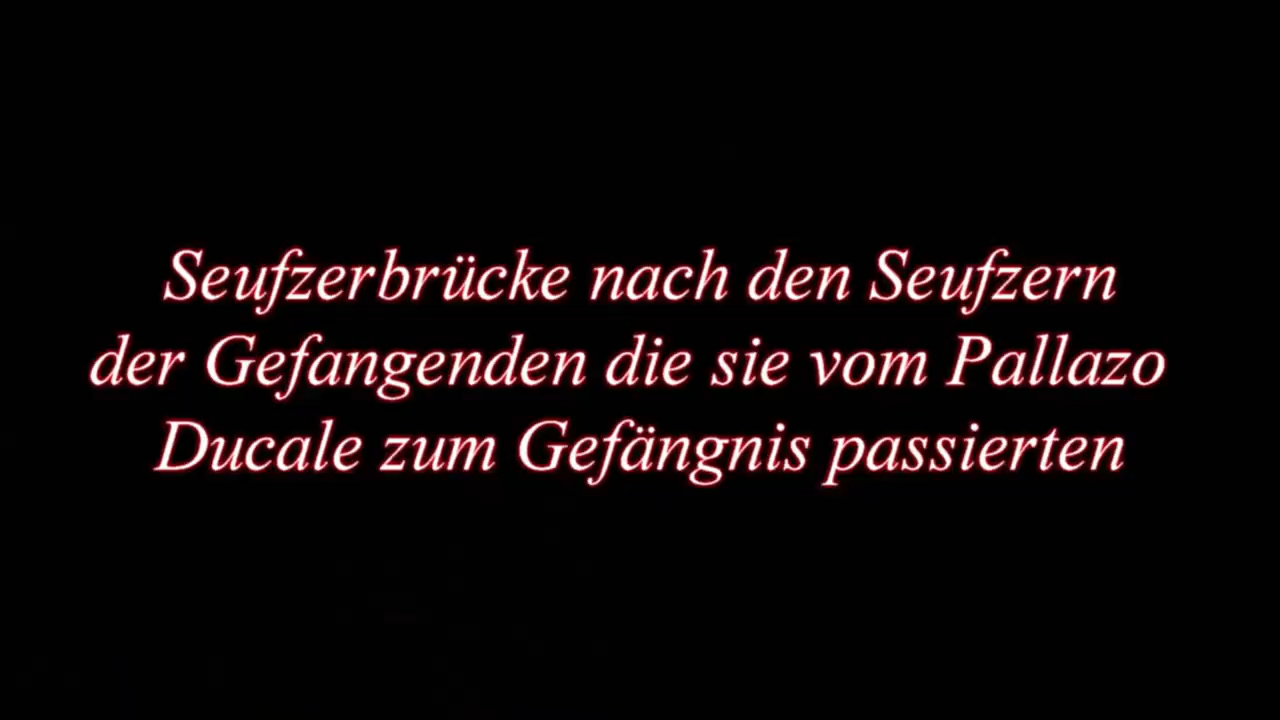 Seufzerbrücke nach den Seufzern
der Gefangenden die sie vom Pallazo
Ducale zum Gefängnis passierten